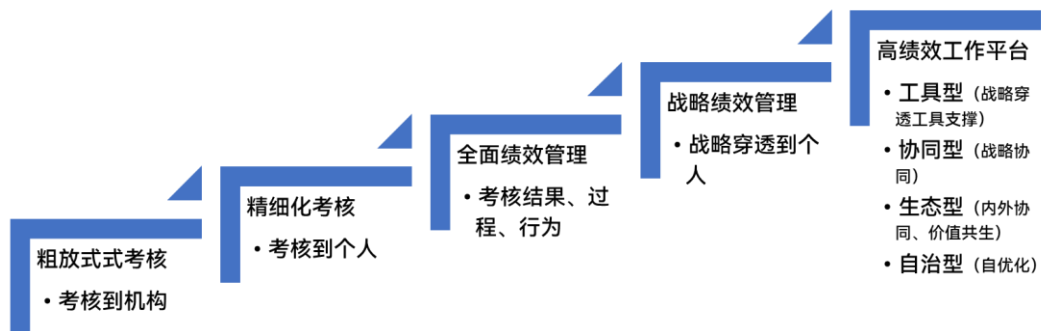 粗放式式考核
• 考核到机构
精细化考核
• 考核到个人
全面绩效管理
• 考核结果、过
程、行为
战略绩效管理
• 战略穿透到个
人
高绩效工作平台
• 工具型（战略穿
透工具支撑）
• 协同型（战略协
同）
• 生态型（内外协
同、价值共生）
• 自治型（自优化）